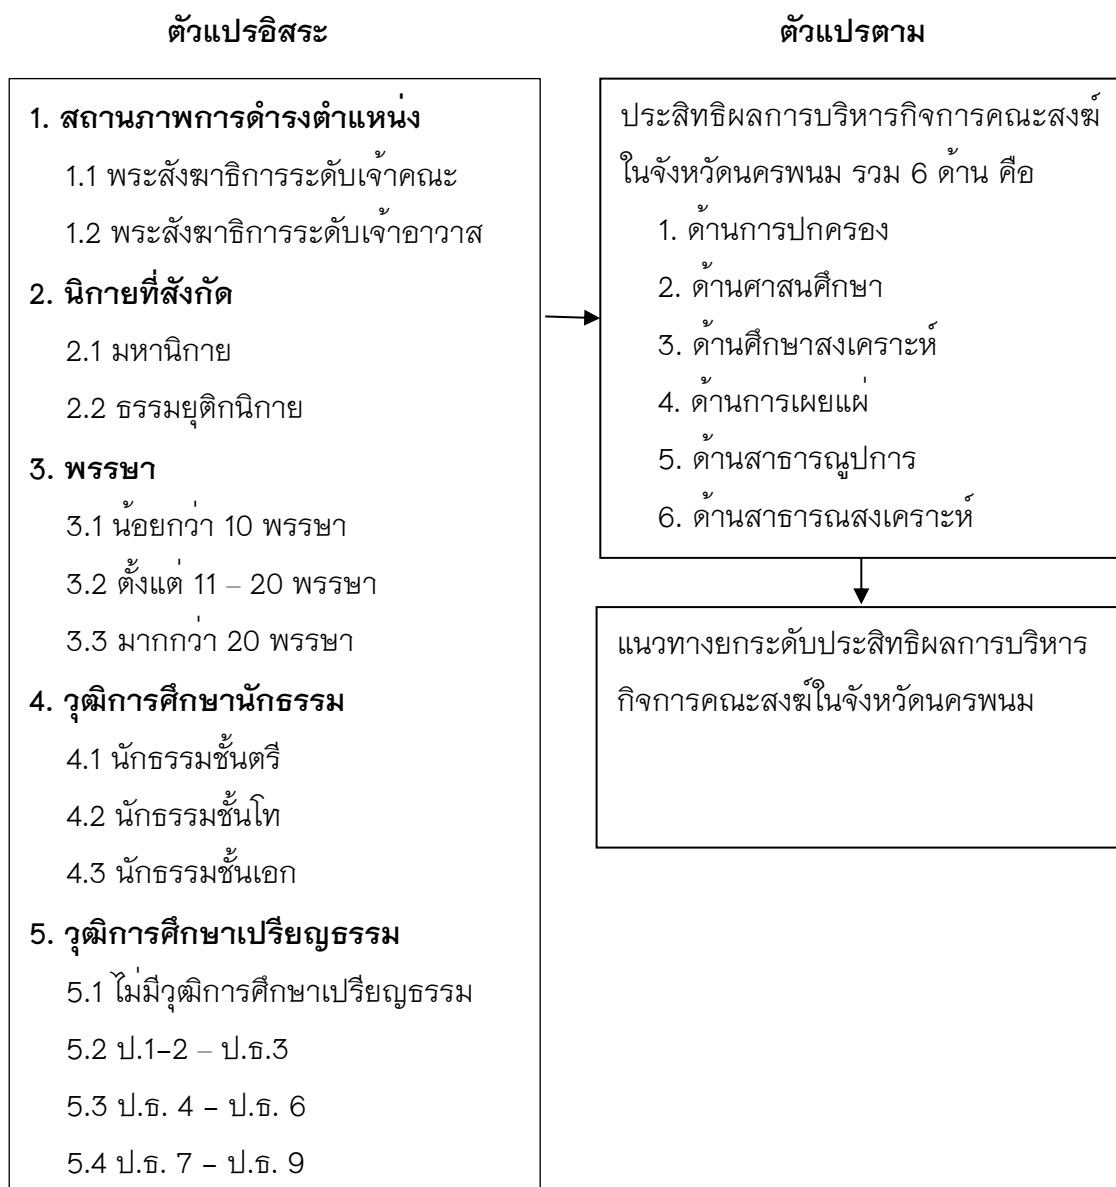 ตัวแปรอิสระ
1. สถานภาพการดำรงตำแหน่ง
1.1 พระสังฆาธิการระดับเจ้าคณะ
1.2 พระสังฆาธิการระดับเจ้าอาวาส
2. นิกายที่สังกัด
2.1 มหานิกาย
2.2 ธรรมยุติกนิกาย
3. พรรษา
3.1 น้อยกว่า 10 พรรษา
3.2 ตั้งแต่ 11 – 20 พรรษา
3.3 มากกว่า 20 พรรษา
4. วุฒิการศึกษานักธรรม
4.1 นักธรรมชั้นตรี
4.2 นักธรรมชั้นโท
4.3 นักธรรมชั้นเอก
5. วุฒิการศึกษาเปรียญธรรม
5.1 ไม่มีวุฒิการศึกษาเปรียญธรรม
5.2 ป.1-2 – ป.ธ.3
5.3 ป.ธ. 4 - ป.ธ. 6
5.4 ป.ธ. 7 - ป.ธ. 9
ตัวแปรตาม
ประสิทธิผลการบริหารกิจการคณะสงฆ์
ในจังหวัดนครพนม รวม 6 ด้าน คือ
1. ด้านการปกครอง
2. ด้านศาสนศึกษา
3. ด้านศึกษาสงเคราะห์
4. ด้านการเผยแผ่
5. ด้านสาธารณูปการ
6. ด้านสาธารณสงเคราะห์
แนวทางยกระดับประสิทธิผลการบริหาร
กิจการคณะสงฆ์ในจังหวัดนครพนม